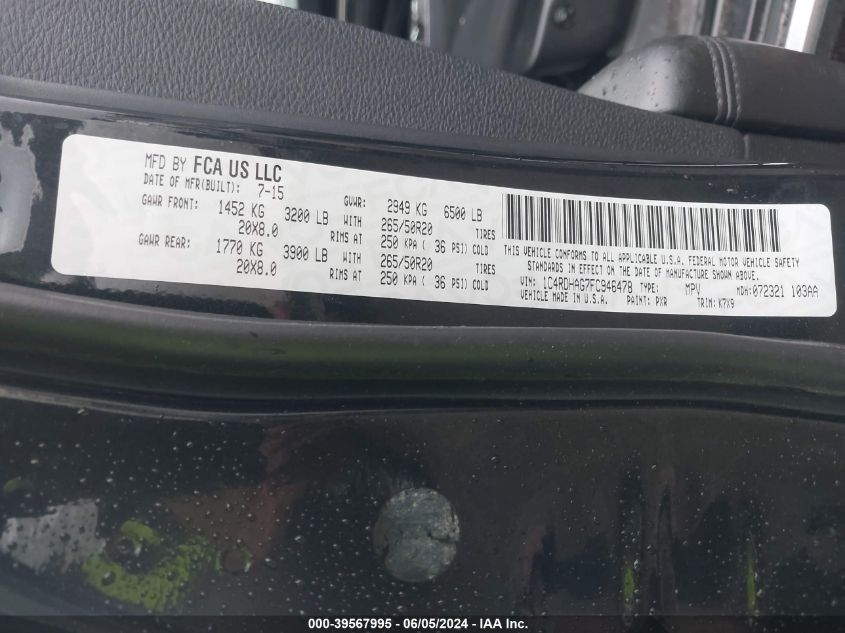 MFD BY FCA US LLC
DATE OF MFR(BUILT): 7-15 GVWR: 2949 KG 6500 LB
GAWR FRONT: 1452 KG 3200 LB WITH 265/50R20 TIRES
20X8.0 RIMS AT 250 KPA ( 36 PSI) COLD
GAWR REAR: 1770 KG 3900 LB WITH 265/50R20 TIRES
20X8.0 RIMS AT 250 KPA ( 36 PSI) COLD
THIS VEHICLE CONFORMS TO ALL APPLICABLE U.S.A. FEDERAL MOTOR VEHICLE SAFETY
STANDARDS IN EFFECT ON THE DATE OF MANUFACTURE SHOWN ABOVE.
VIN: 1C4RDHAG7FC946478 TYPE: MPV MDH: 072321 103AA
VEHICLE MADE IN U.S.A. PAINT: PXR TRIM: K7X9
000-39567995 - 06/05/2024 - IAA Inc.